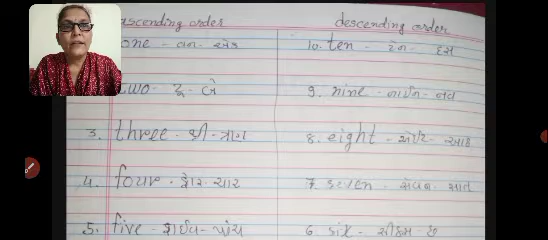 ascending order
descending order
one - વન - એક
10. ten - ટેન - દસ
two - ટૂ - બે
9. nine - નાઈન - નવ
3. three - થ્રી - ત્રણ
8. eight - એઈટ - આઠ
4. four - ફોર - ચાર
7. seven - સેવન - સાત
5. five - ફાઈવ - પાંચ
6. six - સીક્સ - છ